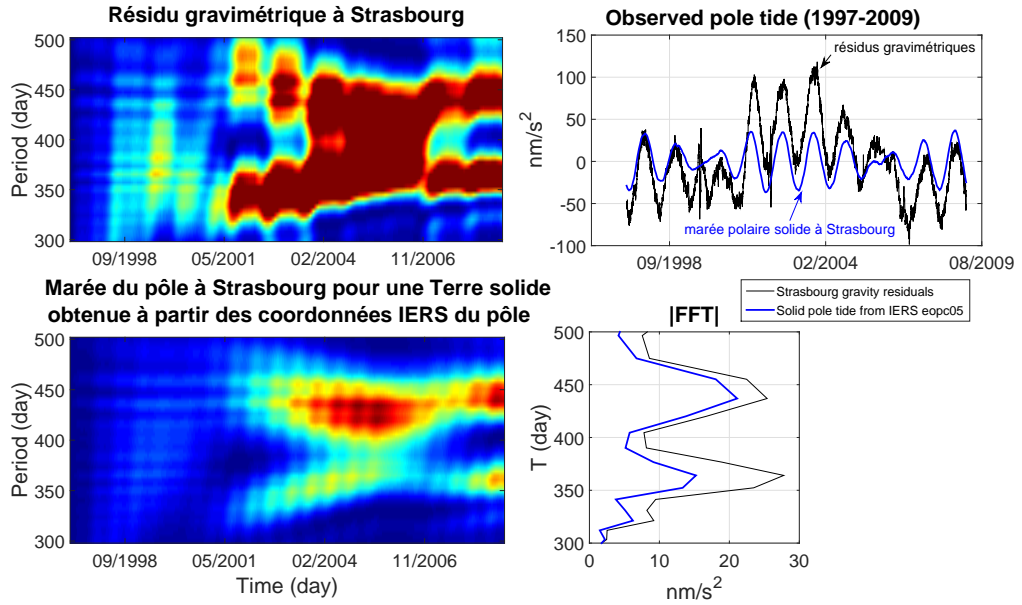 Résidu gravimétrique à Strasbourg
500
450
400
350
300
Period (day)
09/1998 05/2001 02/2004 11/2006
Observed pole tide (1997-2009)
150
100
50
0
-50
-100
nm/s²
résidus gravimétriques
marée polaire solide à Strasbourg
09/1998 02/2004 08/2009
Marée du pôle à Strasbourg pour une Terre solide
obtenue à partir des coordonnées IERS du pôle
500
450
400
350
300
Period (day)
09/1998 05/2001 02/2004 11/2006
Time (day)
Strasbourg gravity residuals
Solid pole tide from IERS eopc05
|FFT|
500
450
400
350
300
T (day)
0 10 20 30
nm/s²